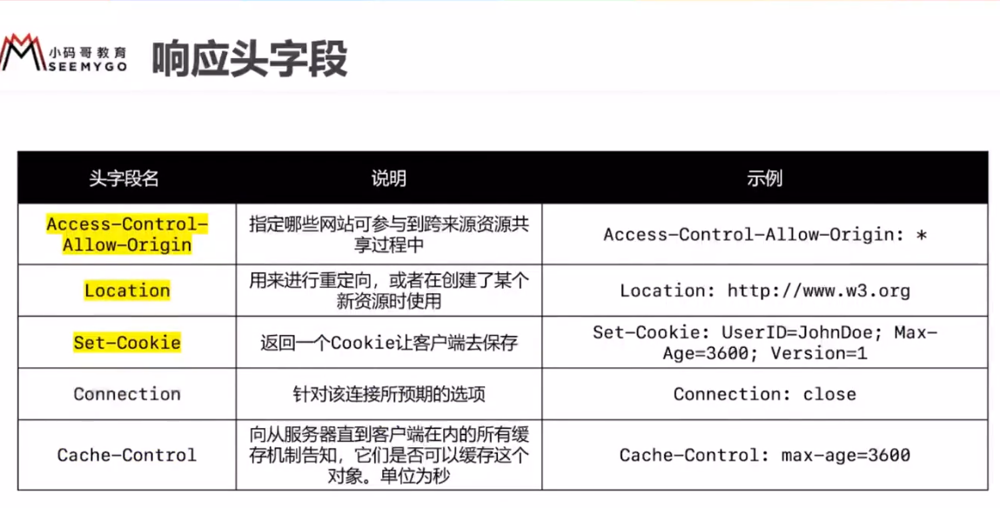 小码哥教育
SEEMYGO
响应头字段
头字段名
说明
示例
Access-Control-
Allow-Origin
指定哪些网站可参与到跨来源资源共
享过程中
Access-Control-Allow-Origin: *
Location
用来进行重定向，或者在创建了某个
新资源时使用
Location: http://www.w3.org
Set-Cookie
返回一个Cookie让客户端去保存
Set-Cookie: UserID=JohnDoe; Max-
Age=3600; Version=1
Connection
针对该连接所预期的选项
Connection: close
Cache-Control
向从服务器直到客户端在内的所有缓
存机制告知，它们是否可以缓存这个
对象。单位为秒
Cache-Control: max-age=3600